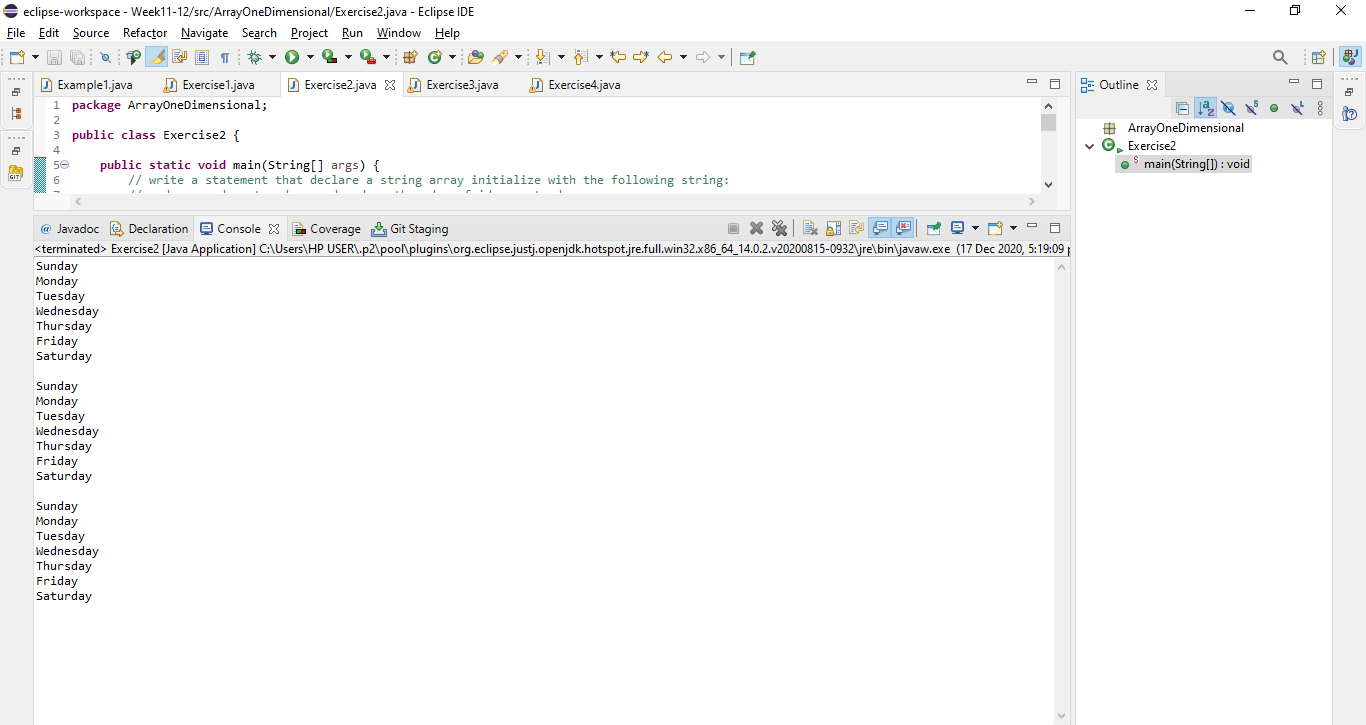 eclipse-workspace - Week11-12/src/ArrayOneDimensional/Exercise2.java - Eclipse IDE
File Edit Source Refactor Navigate Search Project Run Window Help
Example1.java Exercise1.java Exercise2.java Exercise3.java Exercise4.java
1 package ArrayOneDimensional;
2
3 public class Exercise2 {
4
5 public static void main(String[] args) {
6 // write a statement that declare a string array initialize with the following string:
Outline
ArrayOneDimensional
Exercise2
main(String[]) : void
@ Javadoc Declaration Console Coverage Git Staging
<terminated> Exercise2 [Java Application] C:\Users\HP USER\.p2\pool\plugins\org.eclipse.justj.openjdk.hotspot.jre.full.win32.x86_64_14.0.2.v20200815-0932\jre\bin\javaw.exe (17 Dec 2020, 5:19:09 p
Sunday
Monday
Tuesday
Wednesday
Thursday
Friday
Saturday
Sunday
Monday
Tuesday
Wednesday
Thursday
Friday
Saturday
Sunday
Monday
Tuesday
Wednesday
Thursday
Friday
Saturday